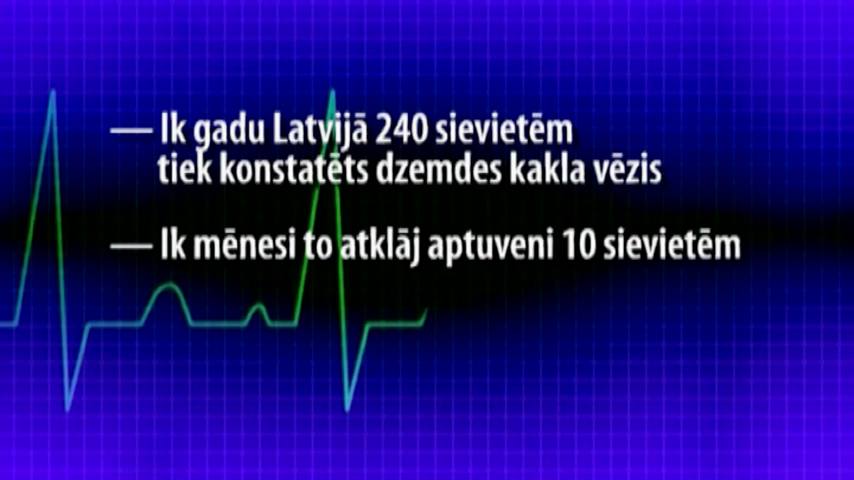 — Ik gadu Latvijā 240 sievietēm
tiek konstatēts dzemdes kakla vēzis
— Ik mēnesi to atklāj aptuveni 10 sievietēm